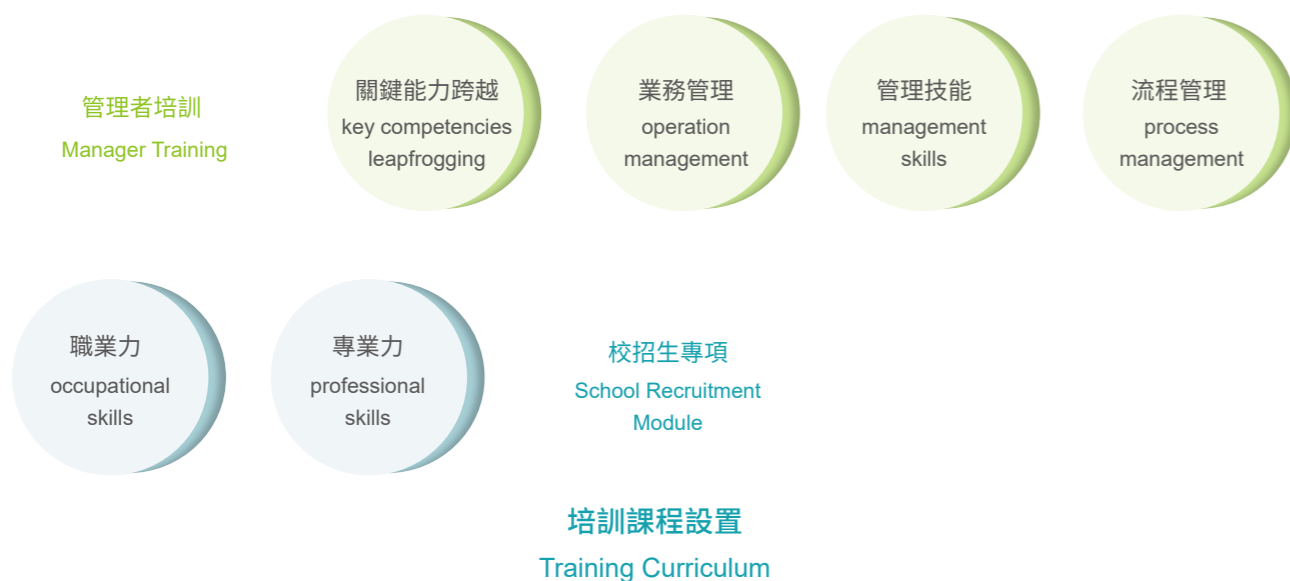 管理者培訓
Manager Training
關鍵能力跨越
key competencies
leapfrogging
業務管理
operation
management
管理技能
management
skills
流程管理
process
management
職業力
occupational
skills
專業力
professional
skills
校招生專項
School Recruitment
Module
培訓課程設置
Training Curriculum